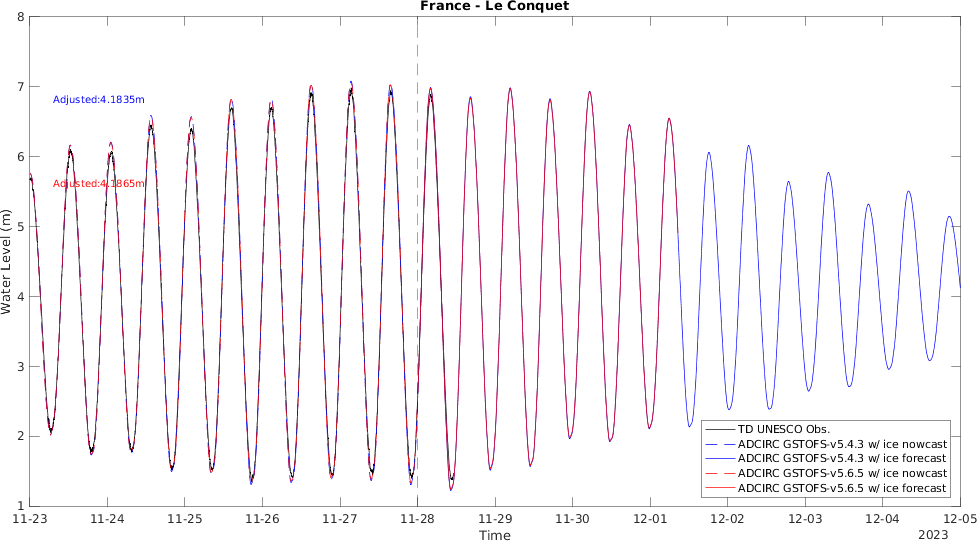 France - Le Conquet
8
7
6
5
4
3
2
1
Water Level (m)
Adjusted:4.1835m
Adjusted:4.1865m
TD UNESCO Obs.
ADCIRC GSTOFS-v5.4.3 w/ ice nowcast
ADCIRC GSTOFS-v5.4.3 w/ ice forecast
ADCIRC GSTOFS-v5.6.5 w/ ice nowcast
ADCIRC GSTOFS-v5.6.5 w/ ice forecast
11-23 11-24 11-25 11-26 11-27 11-28 11-29 11-30 12-01 12-02 12-03 12-04 12-05
Time
2023